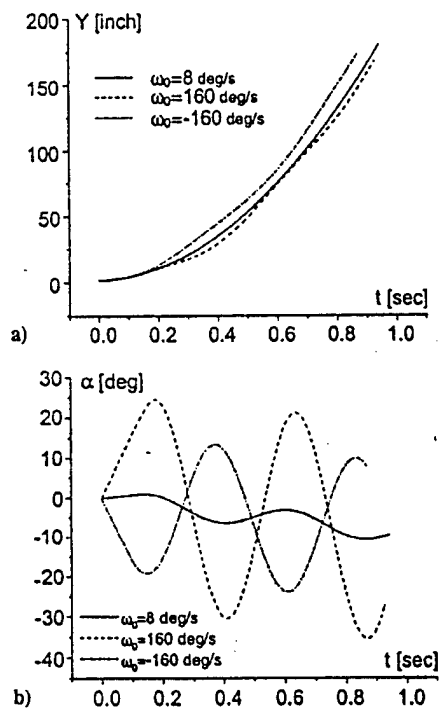 Y [inch]
200
150
100
50
0
ω₀=8 deg/s
ω₀=160 deg/s
ω₀=-160 deg/s
t [sec]
0.0 0.2 0.4 0.6 0.8 1.0
a)
α [deg]
30
20
10
0
-10
-20
-30
-40
ω₀=8 deg/s
ω₀=160 deg/s
ω₀=-160 deg/s
t [sec]
0.0 0.2 0.4 0.6 0.8 1.0
b)